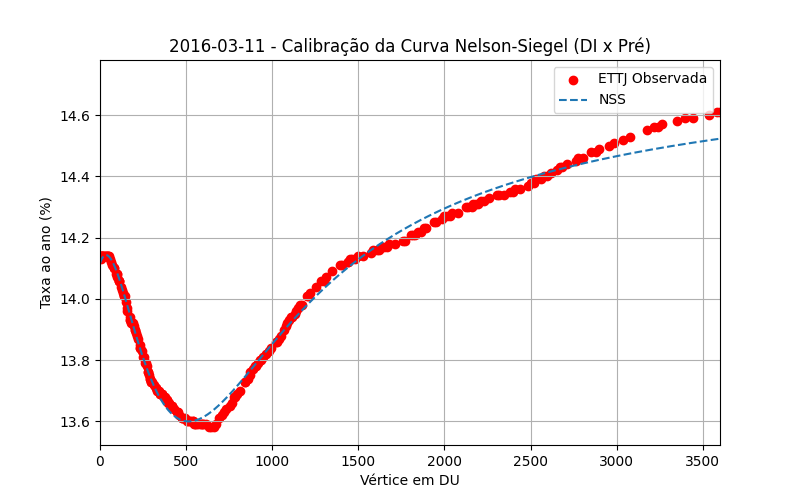 2016-03-11 - Calibração da Curva Nelson-Siegel (DI x Pré)
ETTJ Observada
NSS
Taxa ao ano (%)
14.6
14.4
14.2
14.0
13.8
13.6
0 500 1000 1500 2000 2500 3000 3500
Vértice em DU